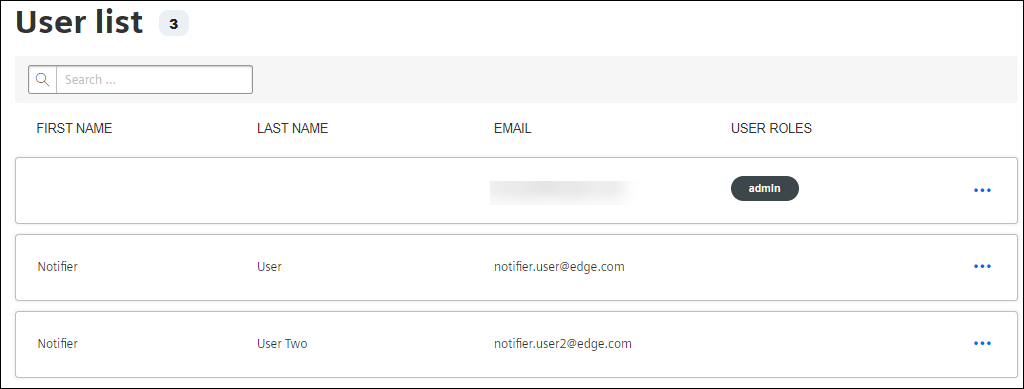 User list 3
Search ...
FIRST NAME LAST NAME EMAIL USER ROLES
admin
Notifier User notifier.user@edge.com
Notifier User Two notifier.user2@edge.com